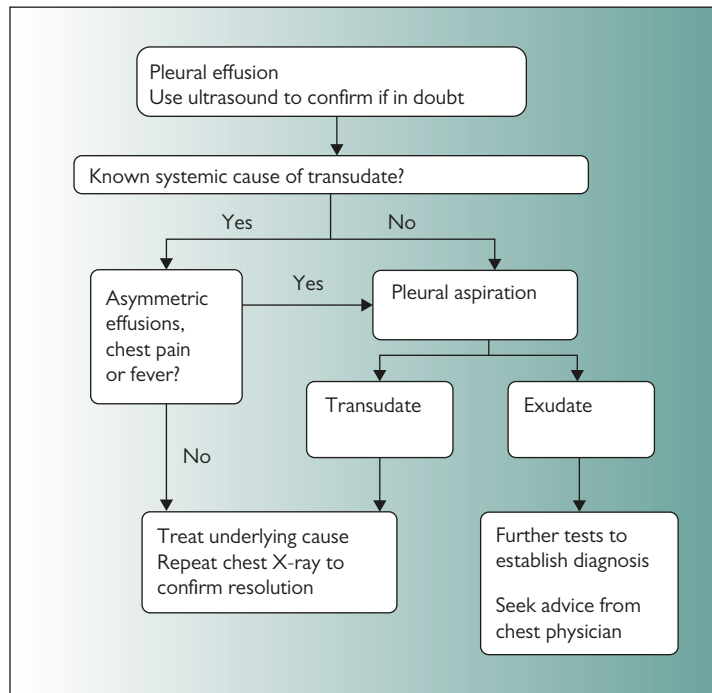 Pleural effusion
Use ultrasound to confirm if in doubt
Known systemic cause of transudate?
Yes
No
Asymmetric
effusions,
chest pain
or fever?
Yes
Pleural aspiration
Transudate
Exudate
No
Treat underlying cause
Repeat chest X-ray to
confirm resolution
Further tests to
establish diagnosis
Seek advice from
chest physician